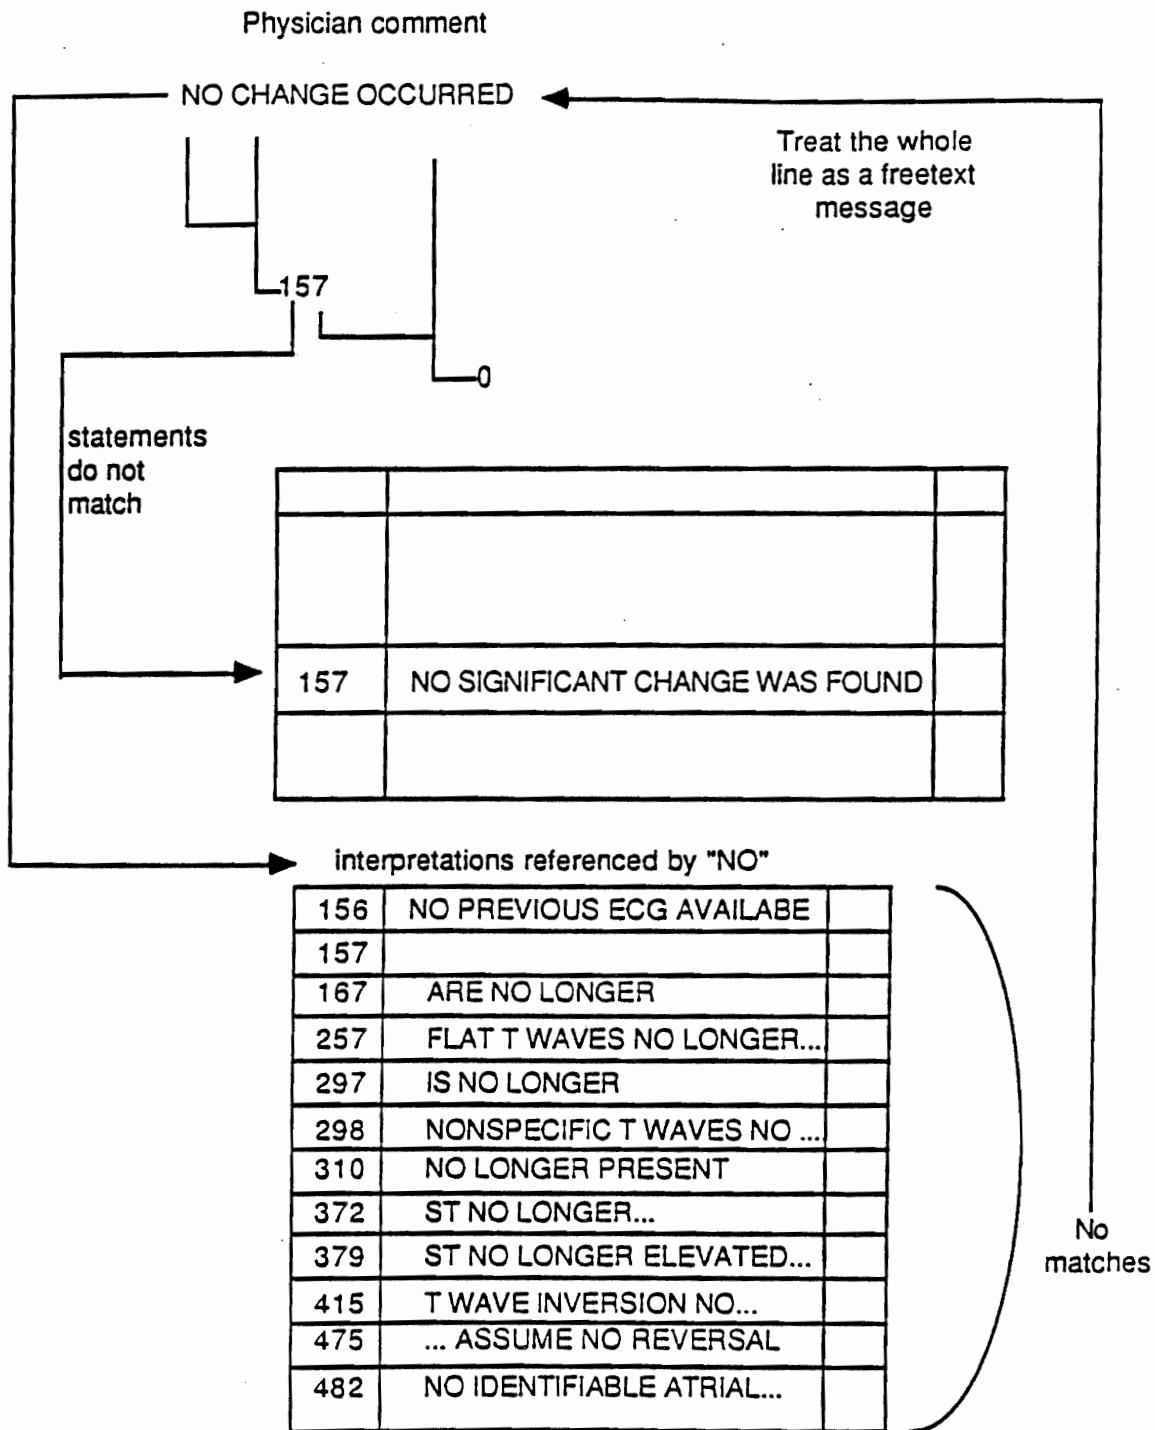 Physician comment
NO CHANGE OCCURRED
Treat the whole
line as a freetext
message
157
0
statements
do not
match
157 NO SIGNIFICANT CHANGE WAS FOUND
interpretations referenced by "NO"
156 NO PREVIOUS ECG AVAILABE
157
167 ARE NO LONGER
257 FLAT T WAVES NO LONGER...
297 IS NO LONGER
298 NONSPECIFIC T WAVES NO ...
310 NO LONGER PRESENT
372 ST NO LONGER...
379 ST NO LONGER ELEVATED...
415 T WAVE INVERSION NO...
475 ... ASSUME NO REVERSAL
482 NO IDENTIFIABLE ATRIAL...
No
matches